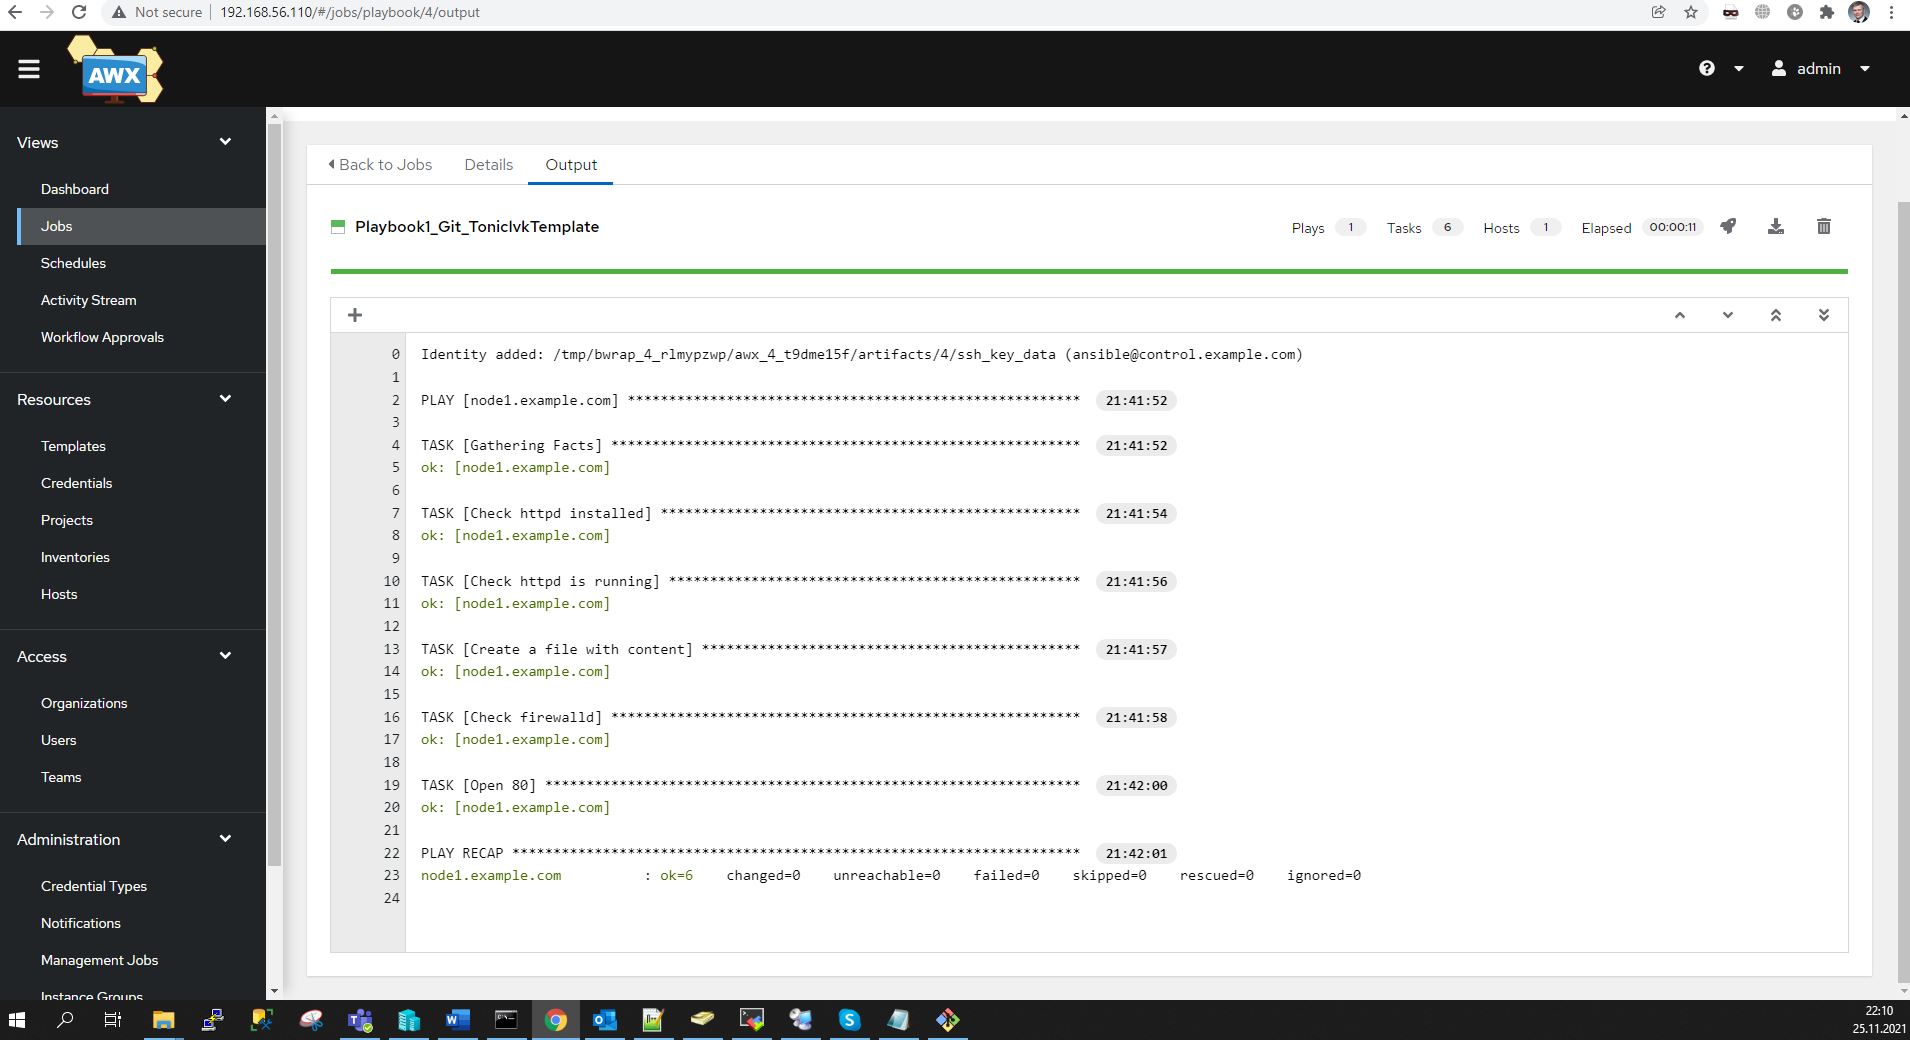 Not secure | 192.168.56.110/#/jobs/playbook/4/output
AWX
admin
Views
Dashboard
Jobs
Schedules
Activity Stream
Workflow Approvals
Resources
Templates
Credentials
Projects
Inventories
Hosts
Access
Organizations
Users
Teams
Administration
Credential Types
Notifications
Management Jobs
Instance Groups
Back to Jobs Details Output
Playbook1_Git_TonicIvkTemplate Plays 1 Tasks 6 Hosts 1 Elapsed 00:00:11
0 Identity added: /tmp/bwrap_4_rlmypzwp/awx_4_t9dme15f/artifacts/4/ssh_key_data (ansible@control.example.com)
1
2 PLAY [node1.example.com] ******************************************************* 21:41:52
3
4 TASK [Gathering Facts] ********************************************************* 21:41:52
5 ok: [node1.example.com]
6
7 TASK [Check httpd installed] *************************************************** 21:41:54
8 ok: [node1.example.com]
9
10 TASK [Check httpd is running] ************************************************** 21:41:56
11 ok: [node1.example.com]
12
13 TASK [Create a file with content] ********************************************** 21:41:57
14 ok: [node1.example.com]
15
16 TASK [Check firewalld] ********************************************************* 21:41:58
17 ok: [node1.example.com]
18
19 TASK [Open 80] ***************************************************************** 21:42:00
20 ok: [node1.example.com]
21
22 PLAY RECAP ********************************************************************* 21:42:01
23 node1.example.com : ok=6 changed=0 unreachable=0 failed=0 skipped=0 rescued=0 ignored=0
24
22:10
25.11.2021